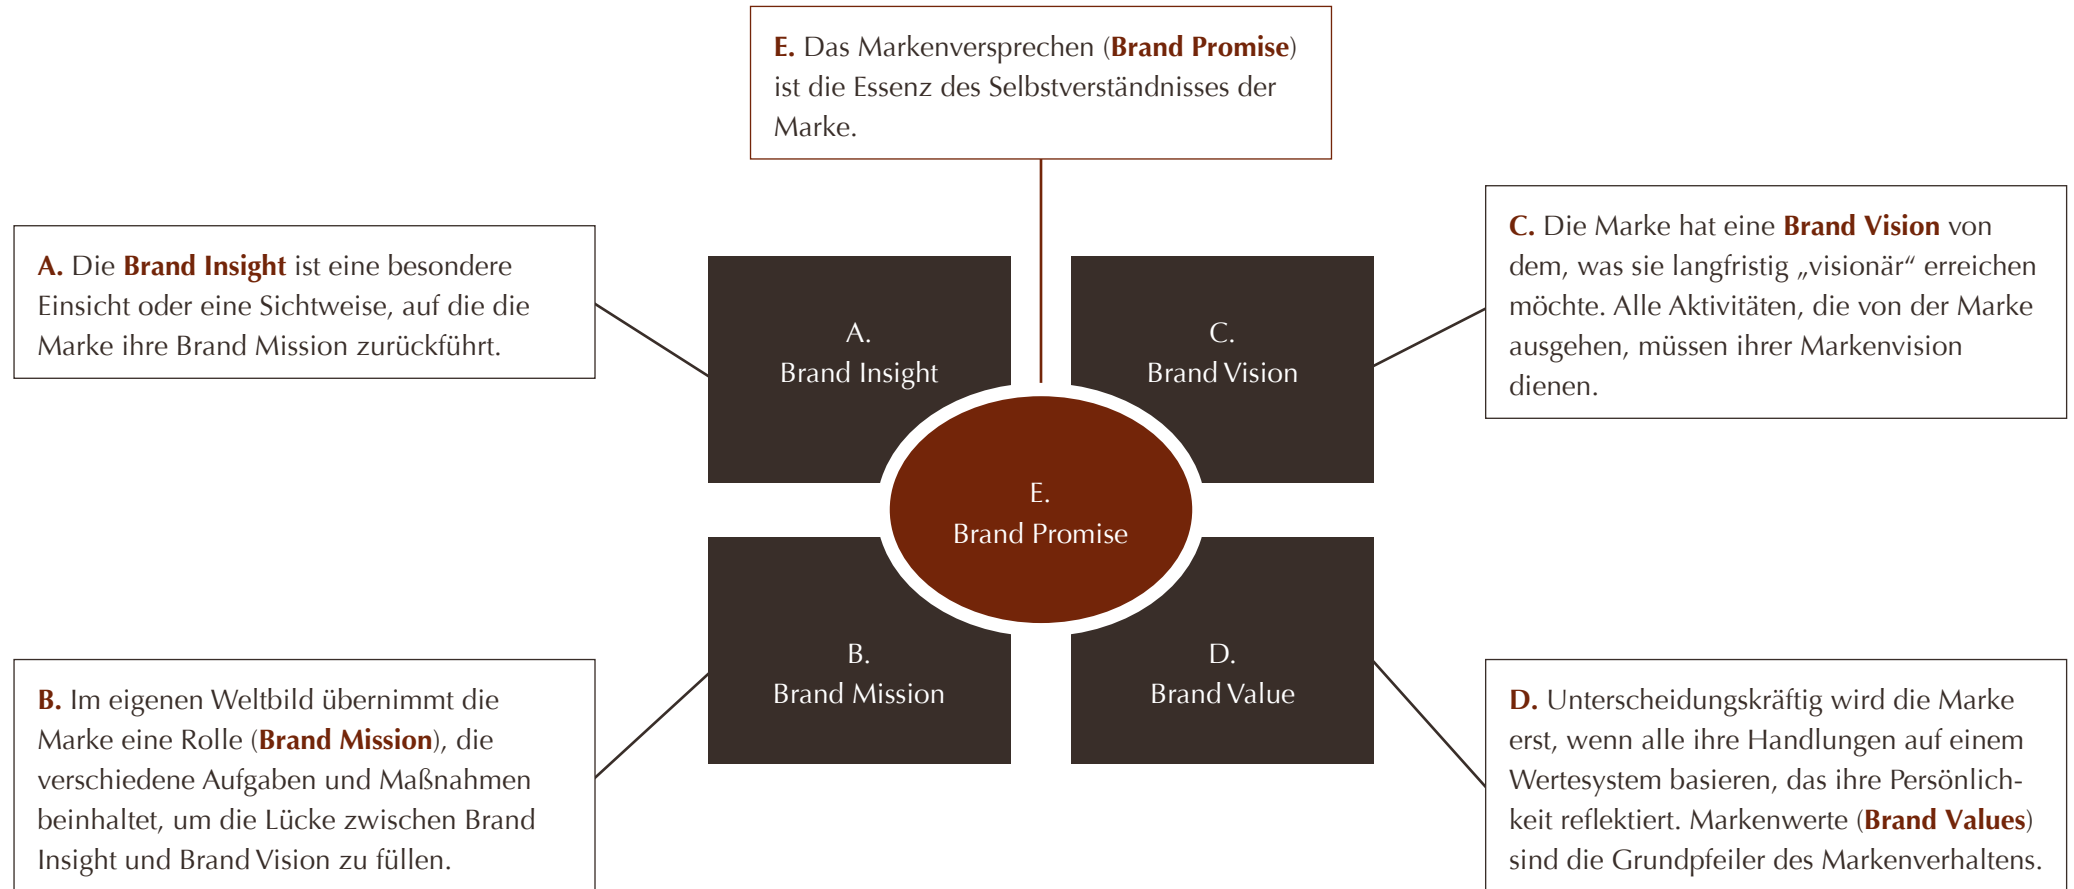 E. Das Markenversprechen (Brand Promise)
ist die Essenz des Selbstverständnisses der
Marke.
A. Die Brand Insight ist eine besondere
Einsicht oder eine Sichtweise, auf die die
Marke ihre Brand Mission zurückführt.
C. Die Marke hat eine Brand Vision von
dem, was sie langfristig „visionär“ erreichen
möchte. Alle Aktivitäten, die von der Marke
ausgehen, müssen ihrer Markenvision
dienen.
A.
Brand Insight
C.
Brand Vision
E.
Brand Promise
B.
Brand Mission
D.
Brand Value
B. Im eigenen Weltbild übernimmt die
Marke eine Rolle (Brand Mission), die
verschiedene Aufgaben und Maßnahmen
beinhaltet, um die Lücke zwischen Brand
Insight und Brand Vision zu füllen.
D. Unterscheidungskräftig wird die Marke
erst, wenn alle ihre Handlungen auf einem
Wertesystem basieren, das ihre Persönlich-
keit reflektiert. Markenwerte (Brand Values)
sind die Grundpfeiler des Markenverhaltens.